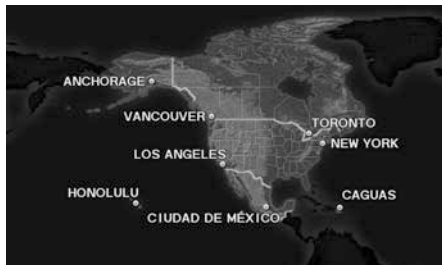 ANCHORAGE
VANCOUVER
TORONTO
NEW YORK
LOS ANGELES
HONOLULU
CAGUAS
CIUDAD DE MÉXICO